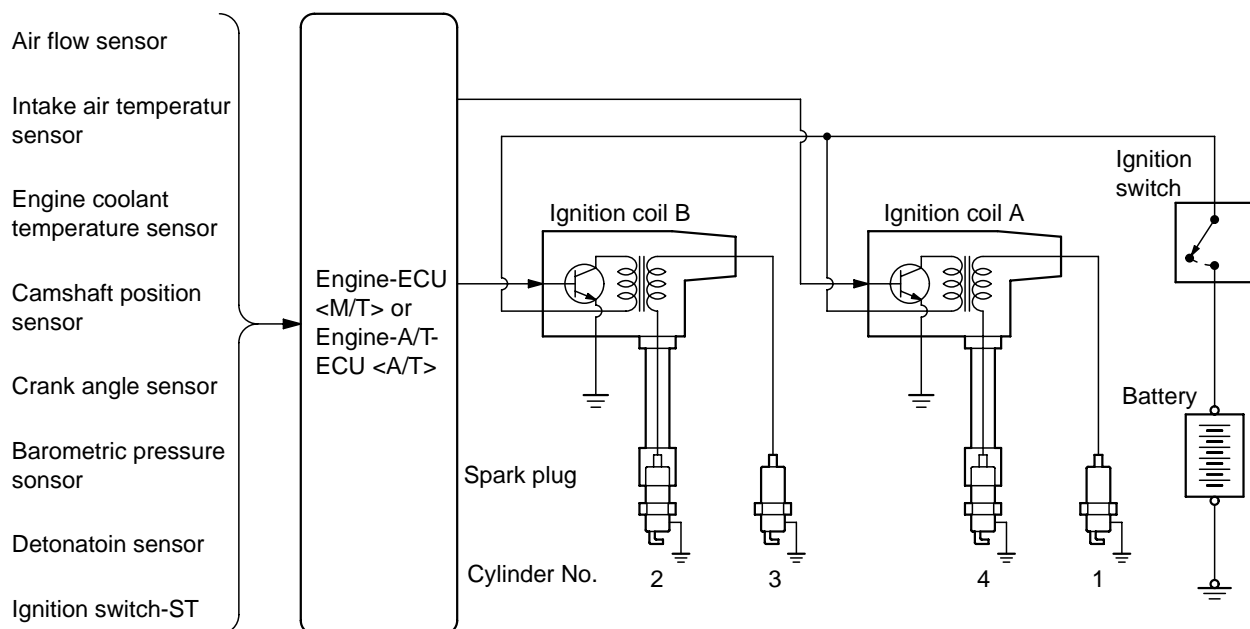 Air flow sensor
Intake air temperatur
sensor
Engine coolant
temperature sensor
Camshaft position
sensor
Crank angle sensor
Barometric pressure
sonsor
Detonatoin sensor
Ignition switch-ST
Engine-ECU
<M/T> or
Engine-A/T-
ECU <A/T>
Ignition coil B
Ignition coil A
Ignition
switch
Battery
Spark plug
Cylinder No.
2
3
4
1